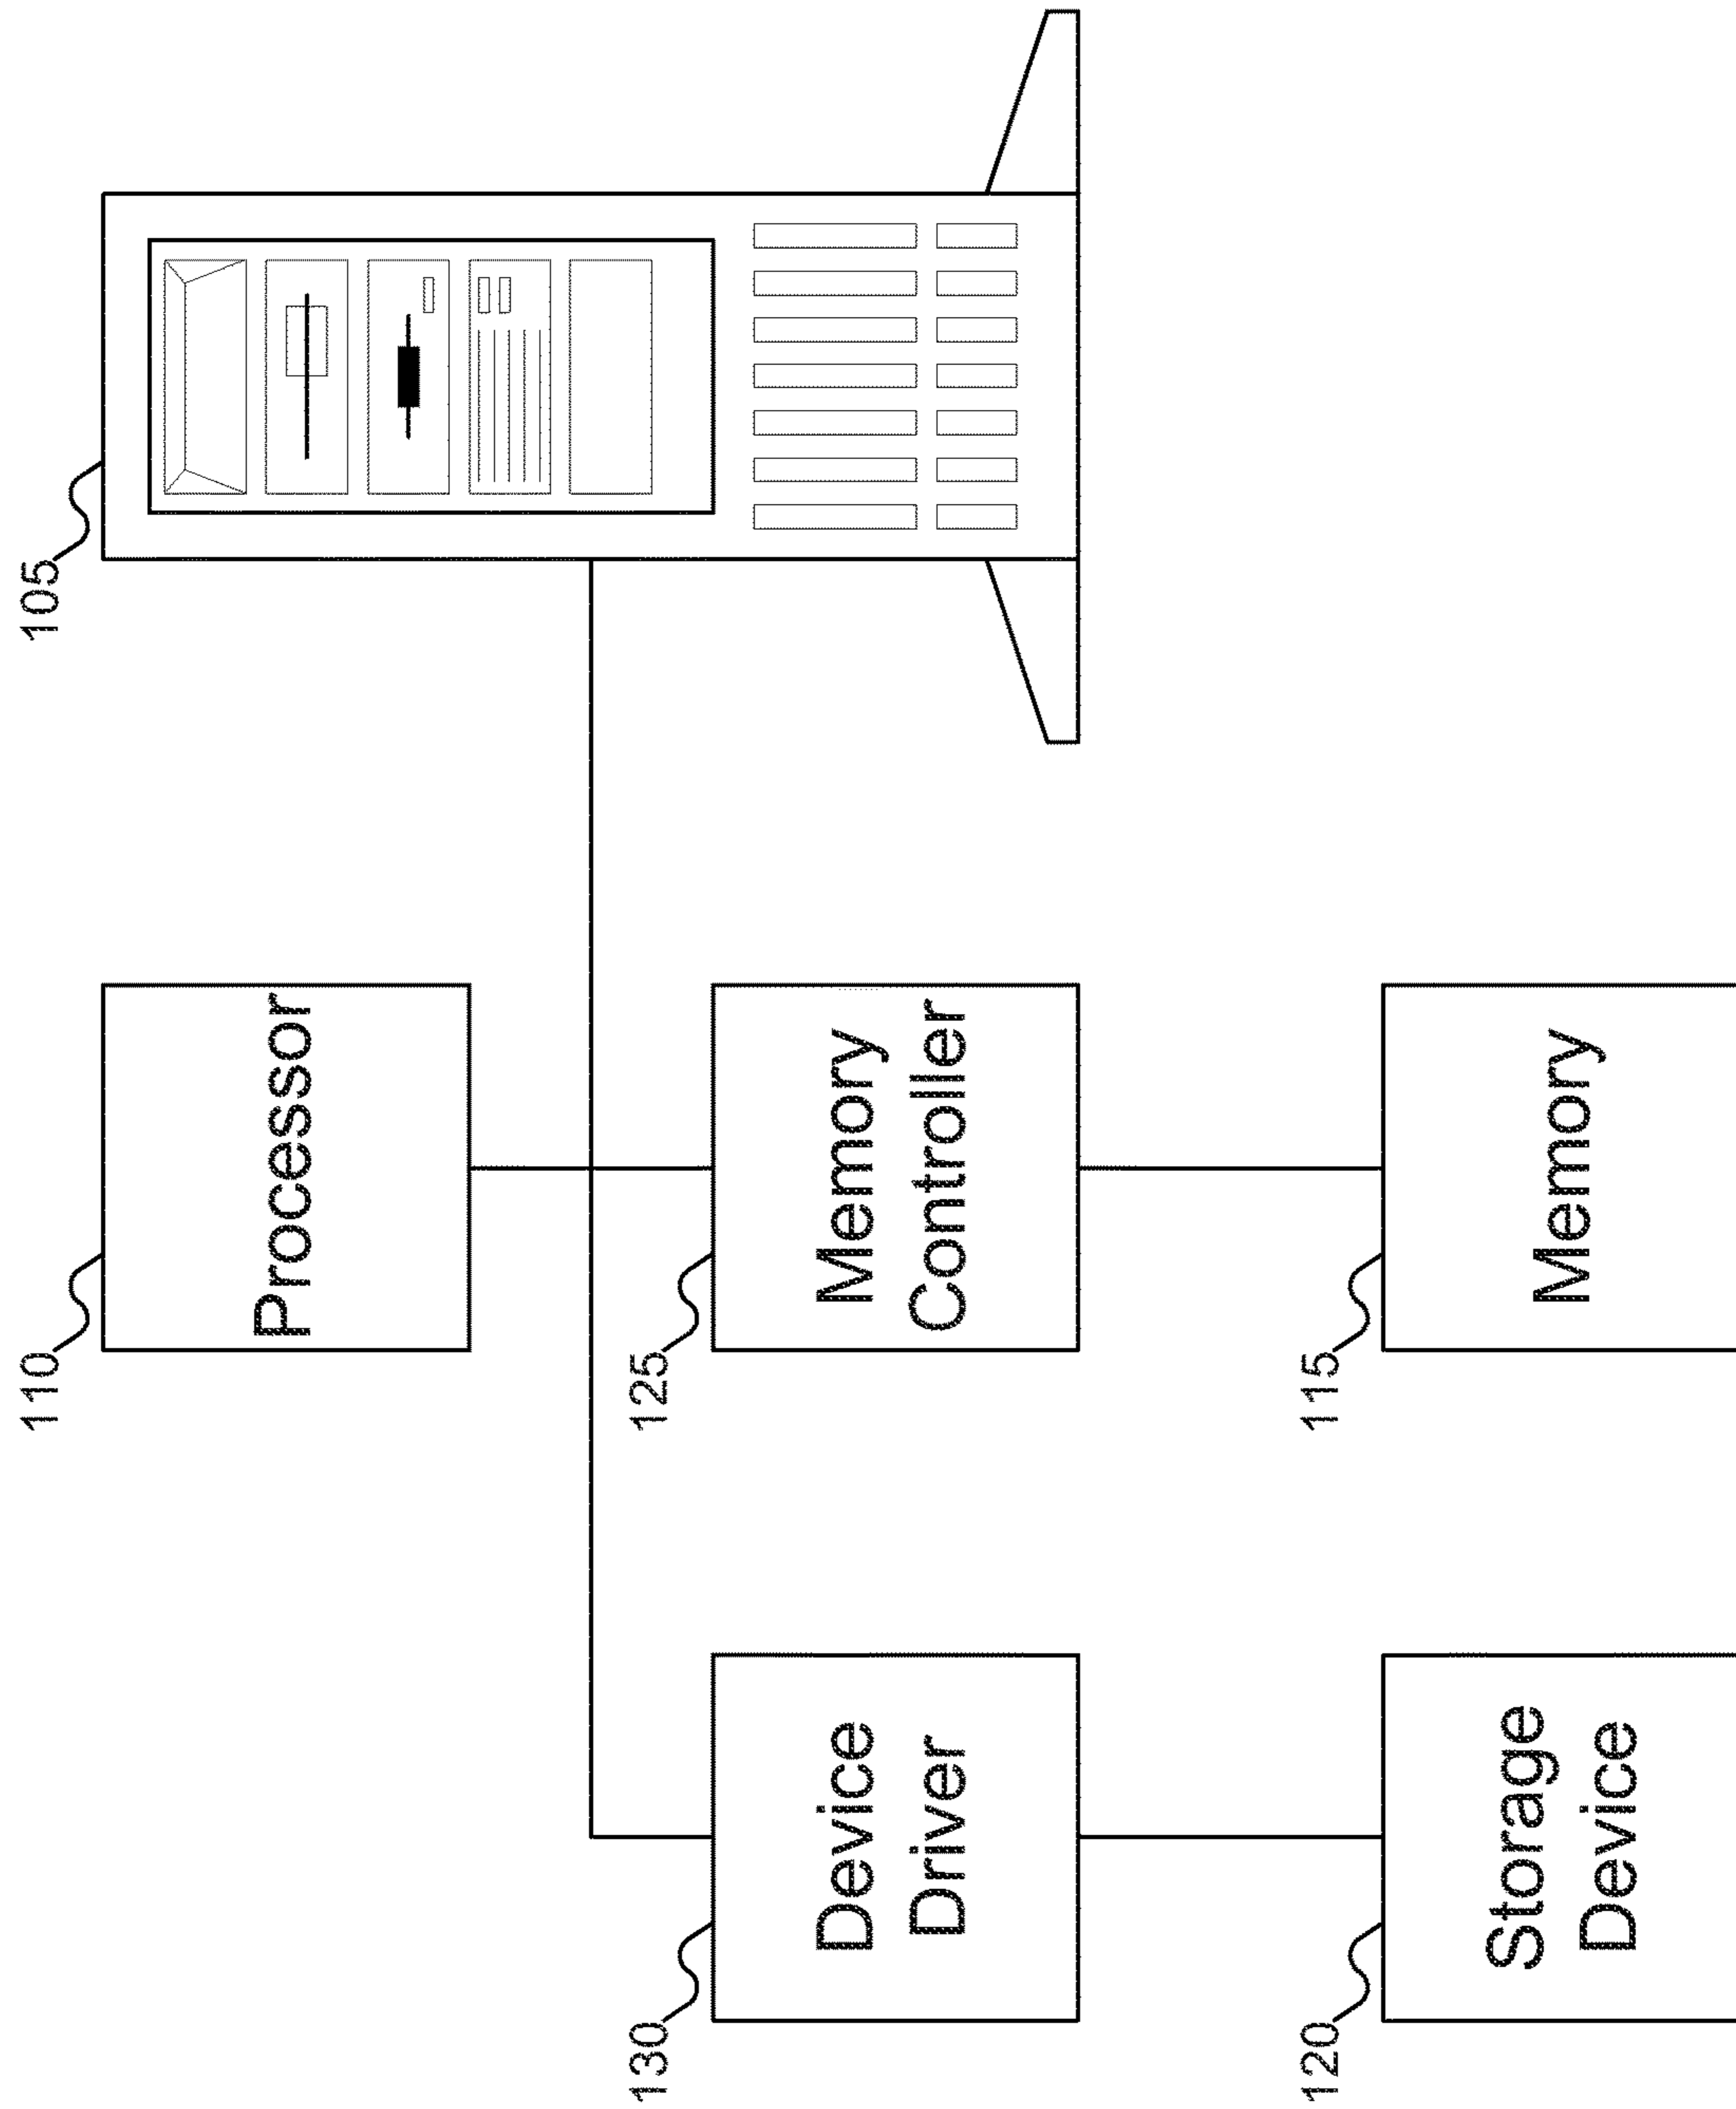 110
Processor
105
130
Device
Driver
125
Memory
Controller
120
Storage
Device
115
Memory